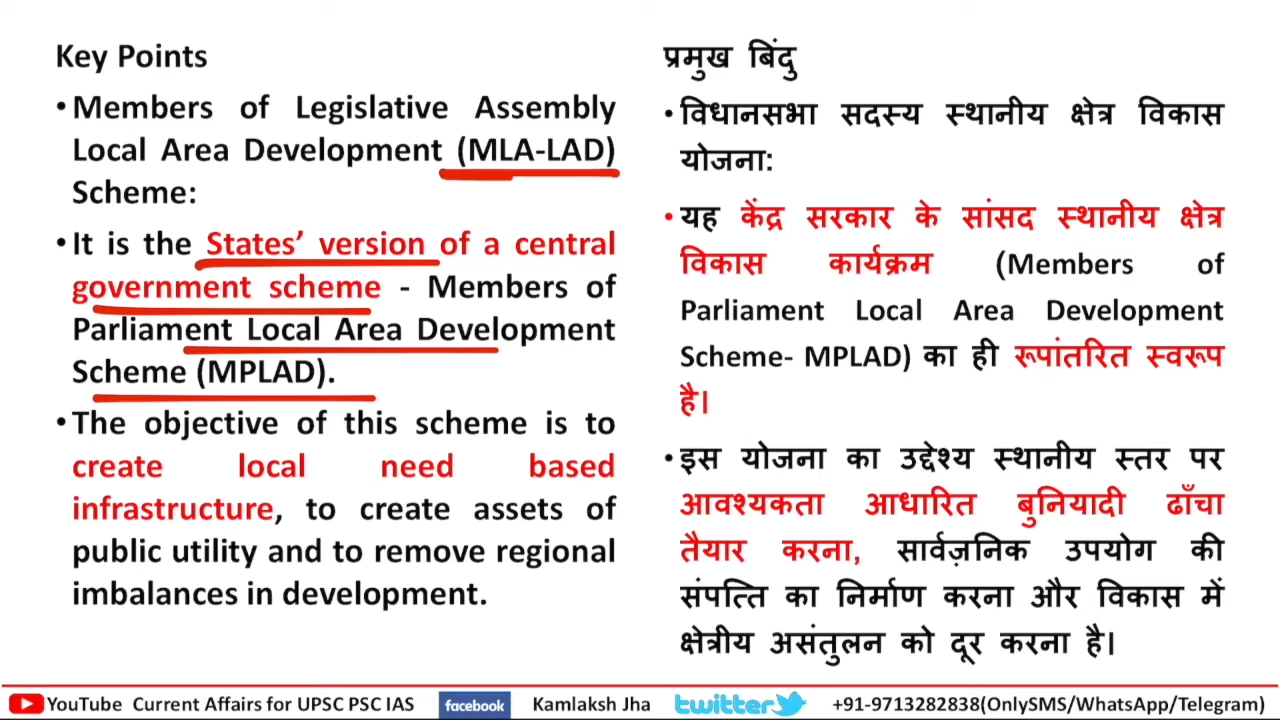 Key Points
•Members of Legislative Assembly
Local Area Development (MLA-LAD)
Scheme:
•It is the States’ version of a central
government scheme - Members of
Parliament Local Area Development
Scheme (MPLAD).
•The objective of this scheme is to
create local need based
infrastructure, to create assets of
public utility and to remove regional
imbalances in development.
प्रमुख बिंदु
•विधानसभा सदस्य स्थानीय क्षेत्र विकास
योजना:
•यह केंद्र सरकार के सांसद स्थानीय क्षेत्र
विकास कार्यक्रम (Members of
Parliament Local Area Development
Scheme- MPLAD) का ही रूपांतरित स्वरूप
है।
•इस योजना का उद्देश्य स्थानीय स्तर पर
आवश्यकता आधारित बुनियादी ढाँचा
तैयार करना, सार्वज़निक उपयोग की
संपत्ति का निर्माण करना और विकास में
क्षेत्रीय असंतुलन को दूर करना है।
YouTube Current Affairs for UPSC PSC IAS facebook Kamlaksh Jha twitter +91-9713282838(OnlySMS/WhatsApp/Telegram)